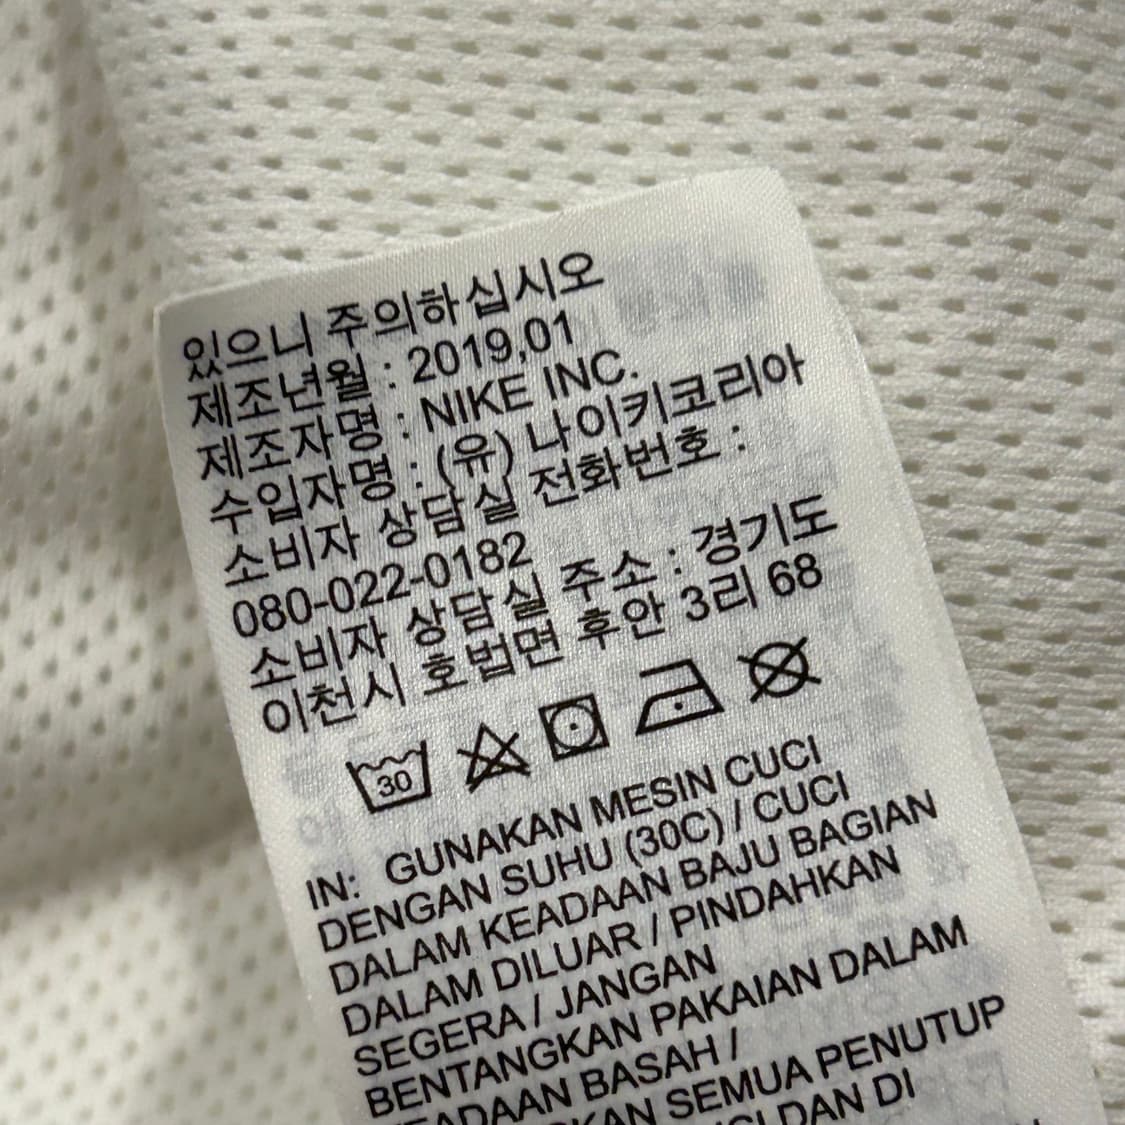 있으니 주의하십시오
제조년월 : 2019.01
제조자명 : NIKE INC.
수입자명 : (유) 나이키코리아
소비자 상담실 전화번호 :
080-022-0182
소비자 상담실 주소 : 경기도
이천시 호법면 후안 3리 68
30
IN: GUNAKAN MESIN CUCI
DENGAN SUHU (30C) / CUCI
DALAM KEADAAN BAJU BAGIAN
DALAM DILUAR / PINDAHKAN
SEGERA / JANGAN
BENTANGKAN PAKAIAN DALAM
KEADAAN BASAH /
SEMUA PENUTUP
DAN DI